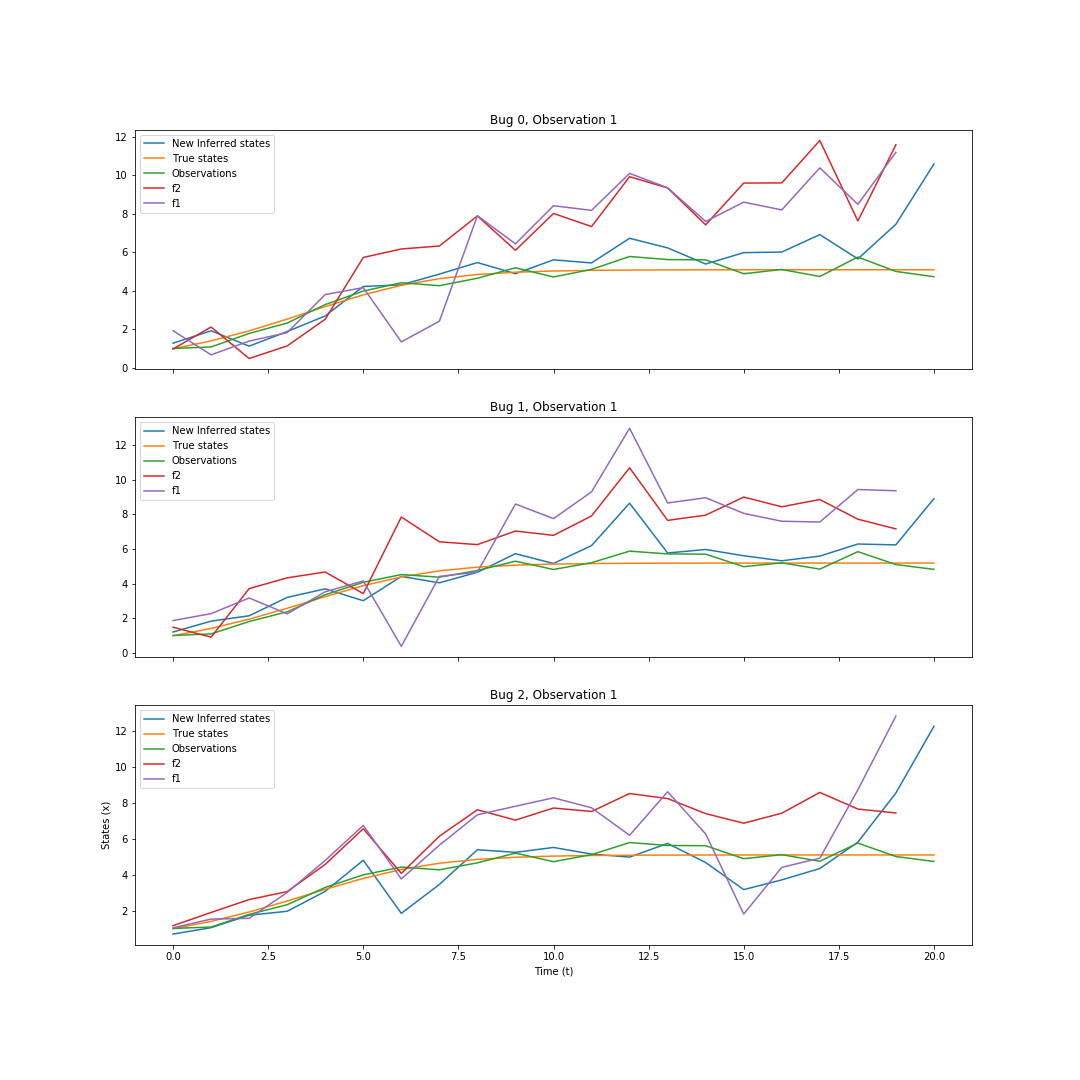 Bug 0, Observation 1
12
10
8
6
4
2
0
New Inferred states
True states
Observations
f2
f1
Bug 1, Observation 1
12
10
8
6
4
2
0
New Inferred states
True states
Observations
f2
f1
Bug 2, Observation 1
States (x)
12
10
8
6
4
2
New Inferred states
True states
Observations
f2
f1
0.0 2.5 5.0 7.5 10.0 12.5 15.0 17.5 20.0
Time (t)